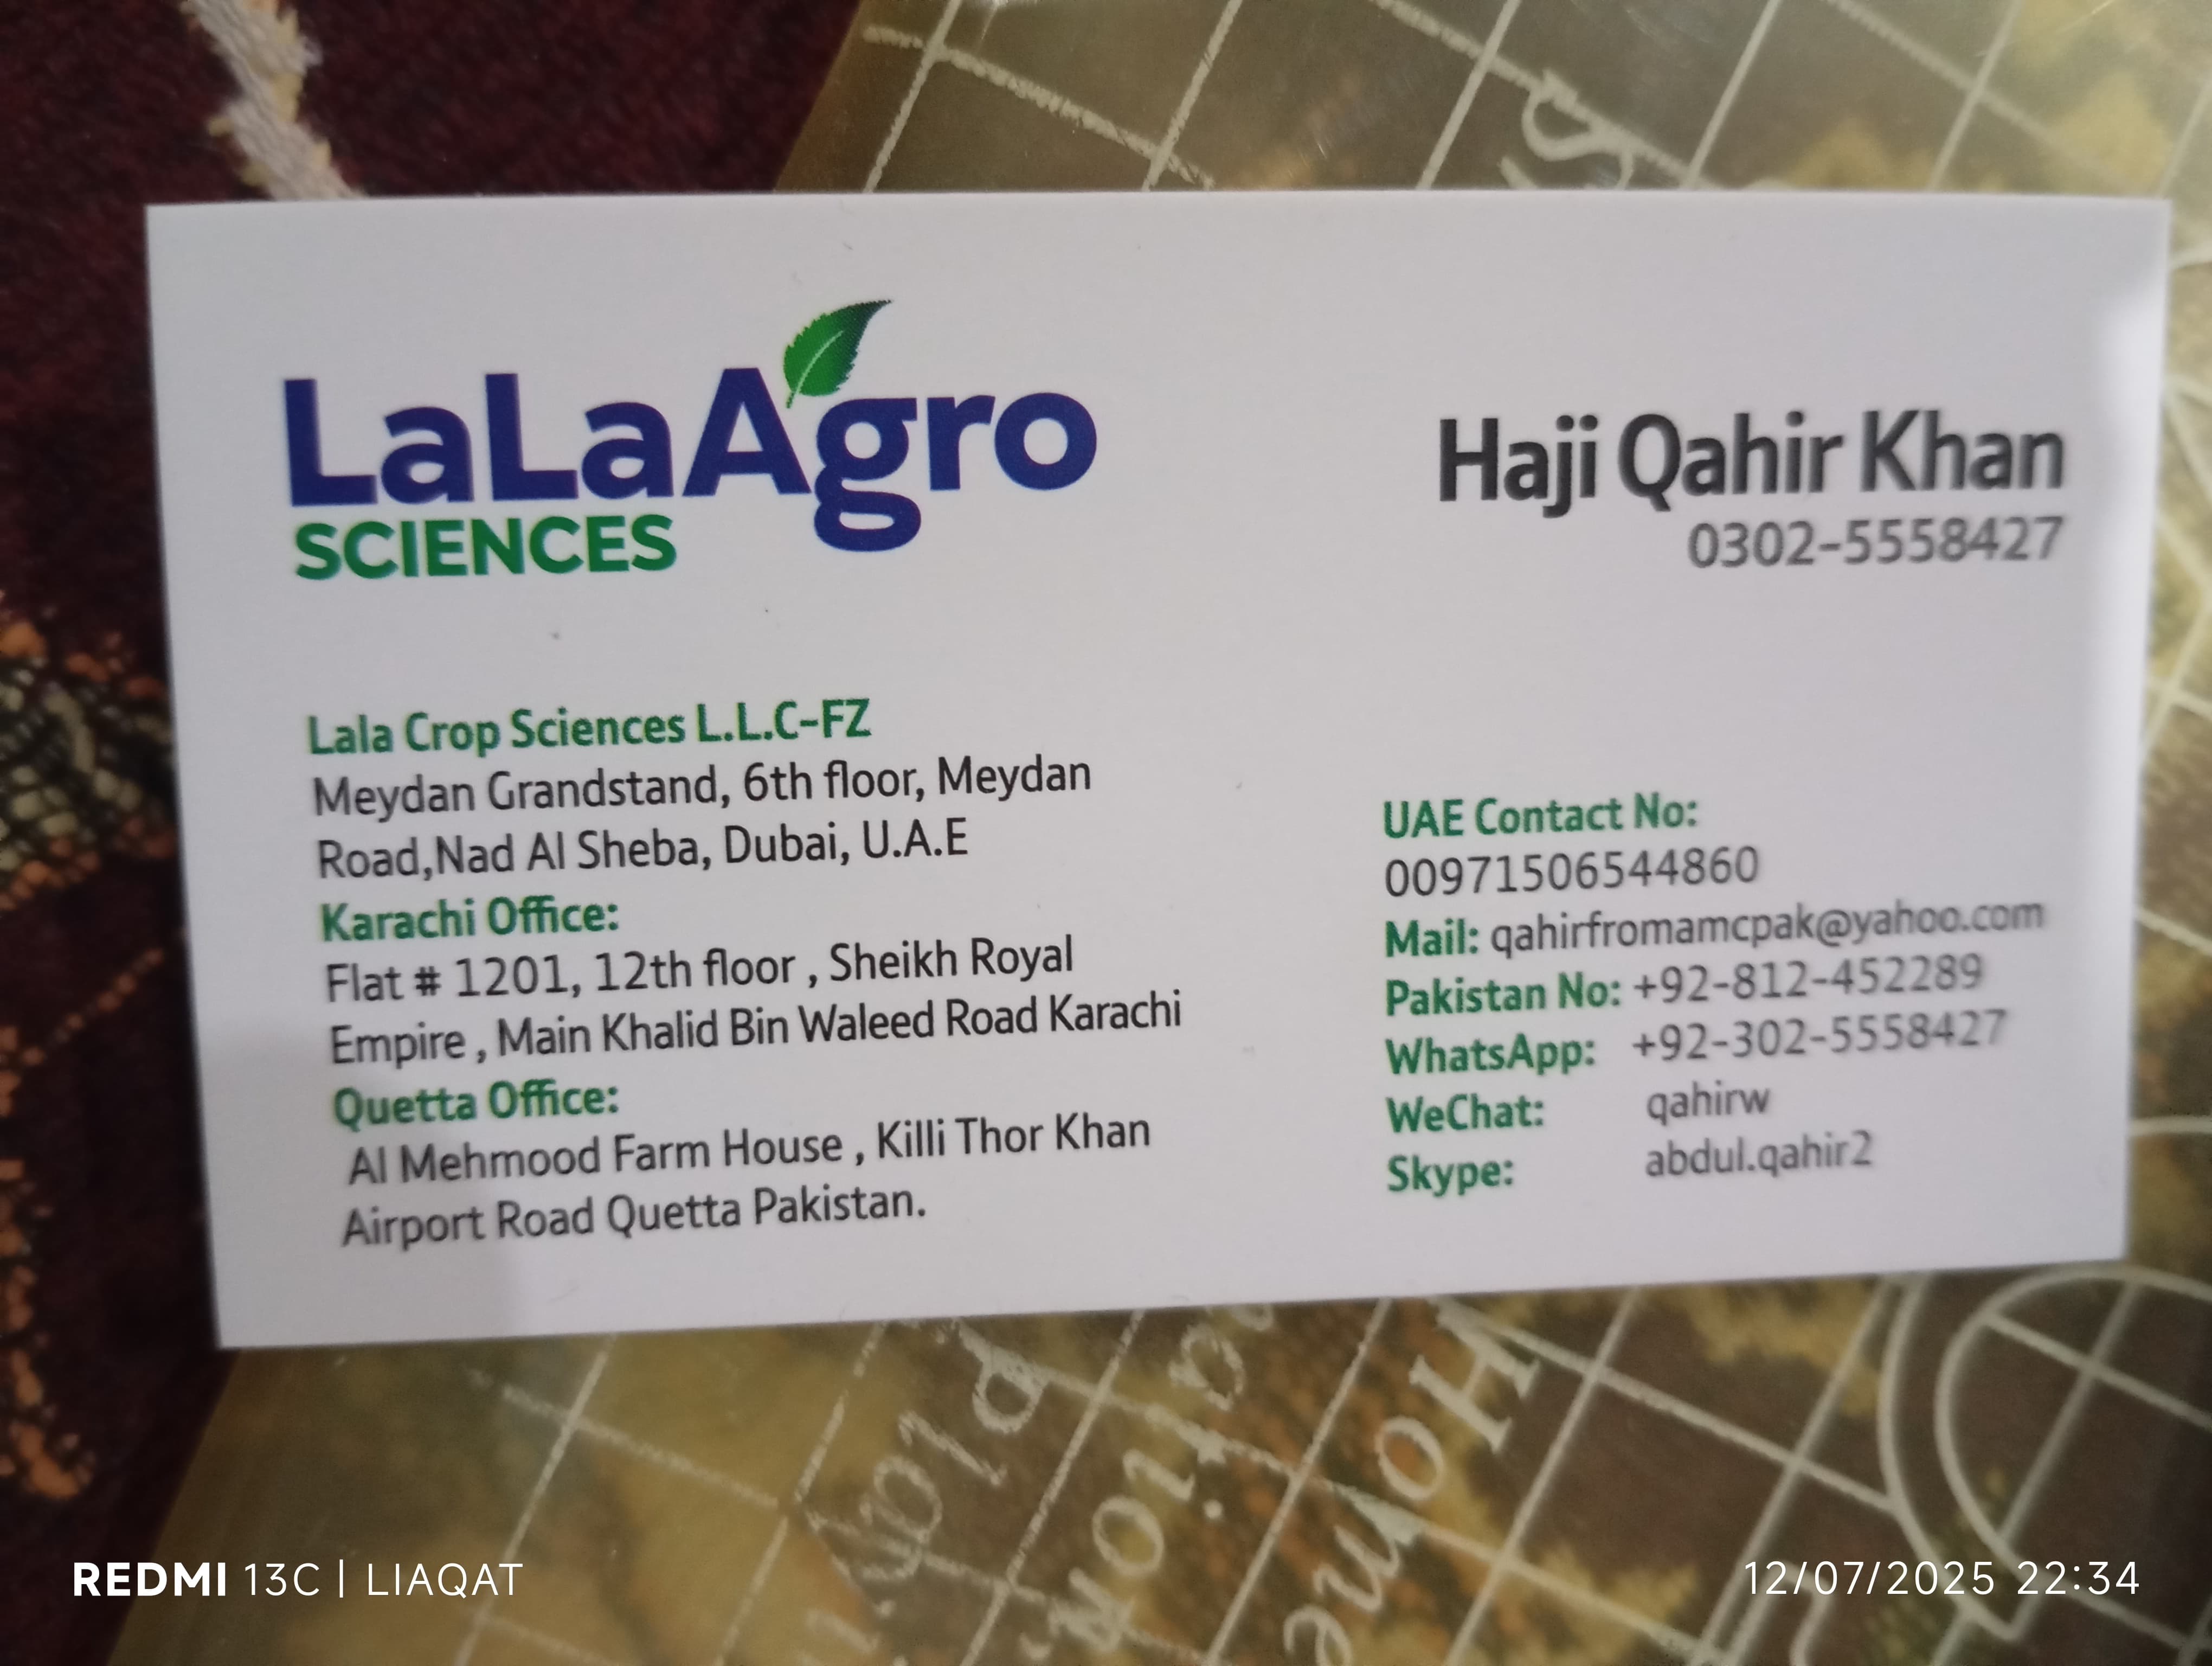 LaLaAgro
SCIENCES
Haji Qahir Khan
0302-5558427
Lala Crop Sciences L.L.C-FZ
Meydan Grandstand, 6th floor, Meydan
Road,Nad Al Sheba, Dubai, U.A.E
Karachi Office:
Flat # 1201, 12th floor , Sheikh Royal
Empire , Main Khalid Bin Waleed Road Karachi
Quetta Office:
Al Mehmood Farm House , Killi Thor Khan
Airport Road Quetta Pakistan.
UAE Contact No:
00971506544860
Mail: qahirfromamcpak@yahoo.com
Pakistan No: +92-812-452289
WhatsApp: +92-302-5558427
WeChat: qahirw
Skype: abdul.qahir2
Home
REDMI 13C | LIAQAT
12/07/2025 22:34